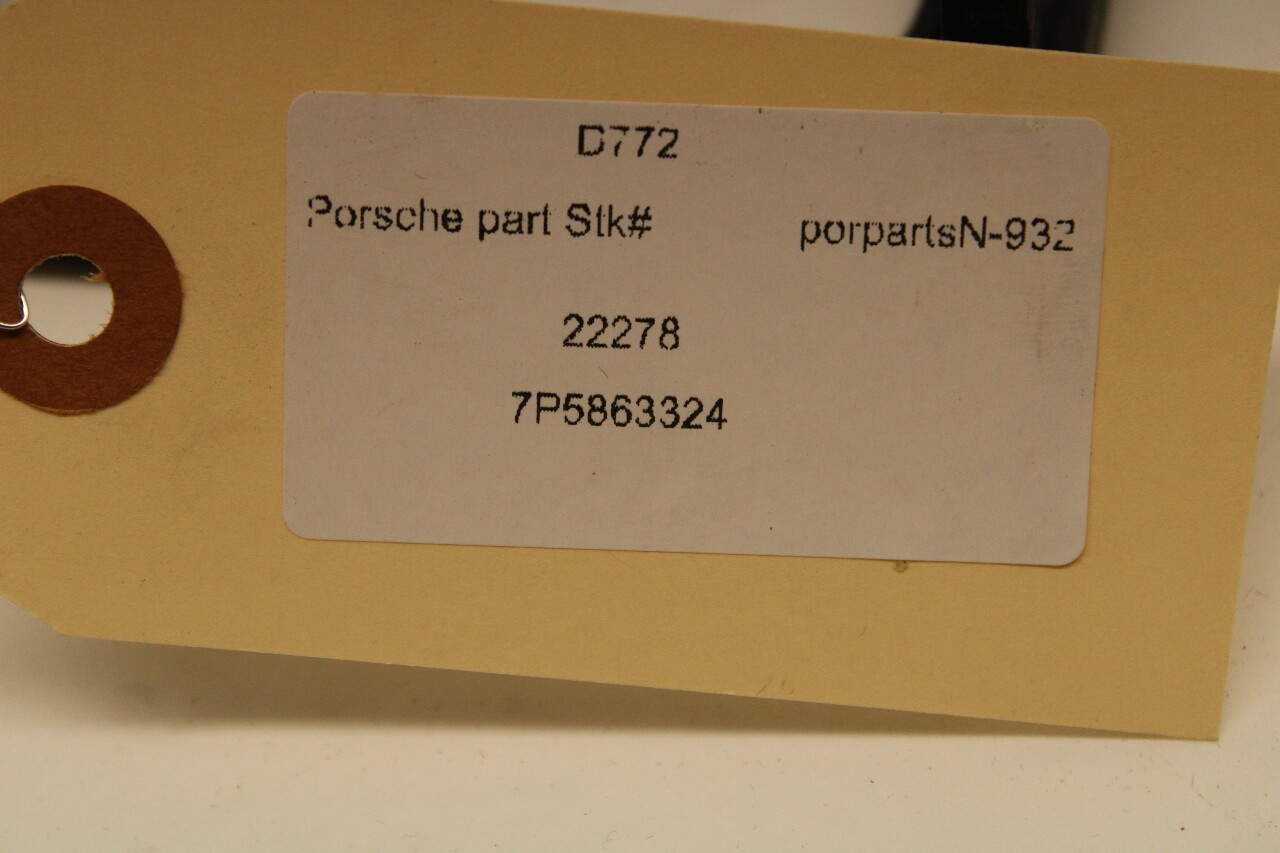 D772
Porsche part Stk# porpartsN-932
22278
7P5863324